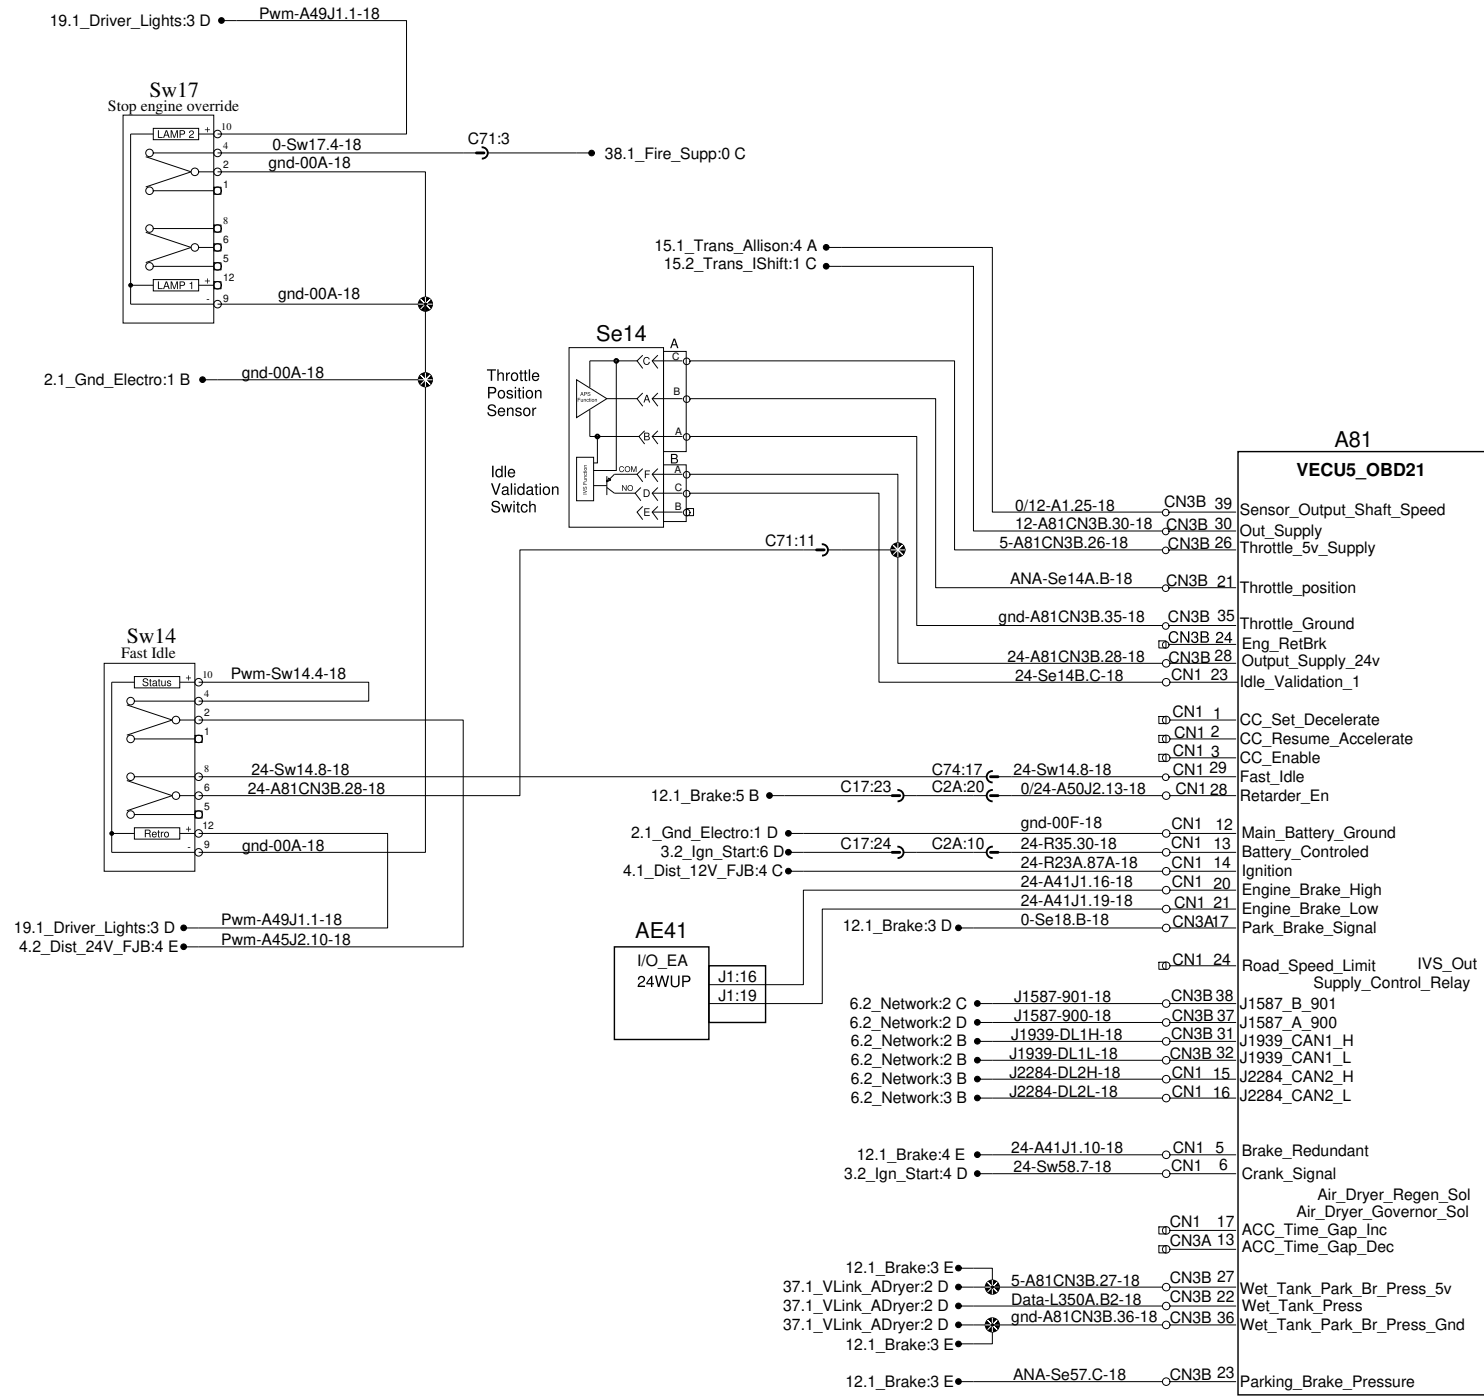 19.1_Driver_Lights:3 D
Pwm-A49J1.1-18
Sw17
Stop engine override
LAMP 2 + 10
4 0-Sw17.4-18
C71:3
38.1_Fire_Supp:0 C
2 gnd-00A-18
1
8
6
5
LAMP 1 + 12
- 9 gnd-00A-18
2.1_Gnd_Electro:1 B
gnd-00A-18
15.1_Trans_Allison:4 A
15.2_Trans_IShift:1 C
Se14
Throttle
Position
Sensor
APS
Function
A
C C
A B
B A
Idle
Validation
Switch
IVS Function
B
COM F A
NO D C
E B
C71:11
Sw14
Fast Idle
Status + 10 Pwm-Sw14.4-18
4
2
1
8 24-Sw14.8-18
6 24-A81CN3B.28-18
5
Retro + 12
- 9 gnd-00A-18
19.1_Driver_Lights:3 D Pwm-A49J1.1-18
4.2_Dist_24V_FJB:4 E Pwm-A45J2.10-18
A81
VECU5_OBD21
0/12-A1.25-18 CN3B 39 Sensor_Output_Shaft_Speed
12-A81CN3B.30-18 CN3B 30 Out_Supply
5-A81CN3B.26-18 CN3B 26 Throttle_5v_Supply
ANA-Se14A.B-18 CN3B 21 Throttle_position
gnd-A81CN3B.35-18 CN3B 35 Throttle_Ground
CN3B 24 Eng_RetBrk
24-A81CN3B.28-18 CN3B 28 Output_Supply_24v
24-Se14B.C-18 CN1 23 Idle_Validation_1
CN1 1 CC_Set_Decelerate
CN1 2 CC_Resume_Accelerate
CN1 3 CC_Enable
C74:17 24-Sw14.8-18 CN1 29 Fast_Idle
12.1_Brake:5 B C17:23 C2A:20 0/24-A50J2.13-18 CN1 28 Retarder_En
2.1_Gnd_Electro:1 D gnd-00F-18 CN1 12 Main_Battery_Ground
3.2_Ign_Start:6 D C17:24 C2A:10 24-R35.30-18 CN1 13 Battery_Controled
4.1_Dist_12V_FJB:4 C 24-R23A.87A-18 CN1 14 Ignition
24-A41J1.16-18 CN1 20 Engine_Brake_High
24-A41J1.19-18 CN1 21 Engine_Brake_Low
12.1_Brake:3 D 0-Se18.B-18 CN3A 17 Park_Brake_Signal
AE41
I/O_EA
24WUP
J1:16
J1:19
CN1 24 Road_Speed_Limit IVS_Out
Supply_Control_Relay
6.2_Network:2 C J1587-901-18 CN3B 38 J1587_B_901
6.2_Network:2 D J1587-900-18 CN3B 37 J1587_A_900
6.2_Network:2 B J1939-DL1H-18 CN3B 31 J1939_CAN1_H
6.2_Network:2 B J1939-DL1L-18 CN3B 32 J1939_CAN1_L
6.2_Network:3 B J2284-DL2H-18 CN1 15 J2284_CAN2_H
6.2_Network:3 B J2284-DL2L-18 CN1 16 J2284_CAN2_L
12.1_Brake:4 E 24-A41J1.10-18 CN1 5 Brake_Redundant
3.2_Ign_Start:4 D 24-Sw58.7-18 CN1 6 Crank_Signal
Air_Dryer_Regen_Sol
Air_Dryer_Governor_Sol
CN1 17 ACC_Time_Gap_Inc
CN3A 13 ACC_Time_Gap_Dec
12.1_Brake:3 E
37.1_VLink_ADryer:2 D 5-A81CN3B.27-18 CN3B 27 Wet_Tank_Park_Br_Press_5v
37.1_VLink_ADryer:2 D Data-L350A.B2-18 CN3B 22 Wet_Tank_Press
37.1_VLink_ADryer:2 D gnd-A81CN3B.36-18 CN3B 36 Wet_Tank_Park_Br_Press_Gnd
12.1_Brake:3 E
12.1_Brake:3 E ANA-Se57.C-18 CN3B 23 Parking_Brake_Pressure